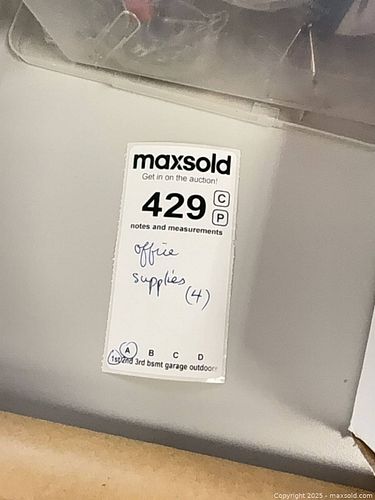 maxsold
Get in on the auction!
429 C
P
notes and measurements
office
supplies
(4)
A B C D
1st/2nd 3rd bsmt garage outdoor
Copyright 2025 - maxsold.com